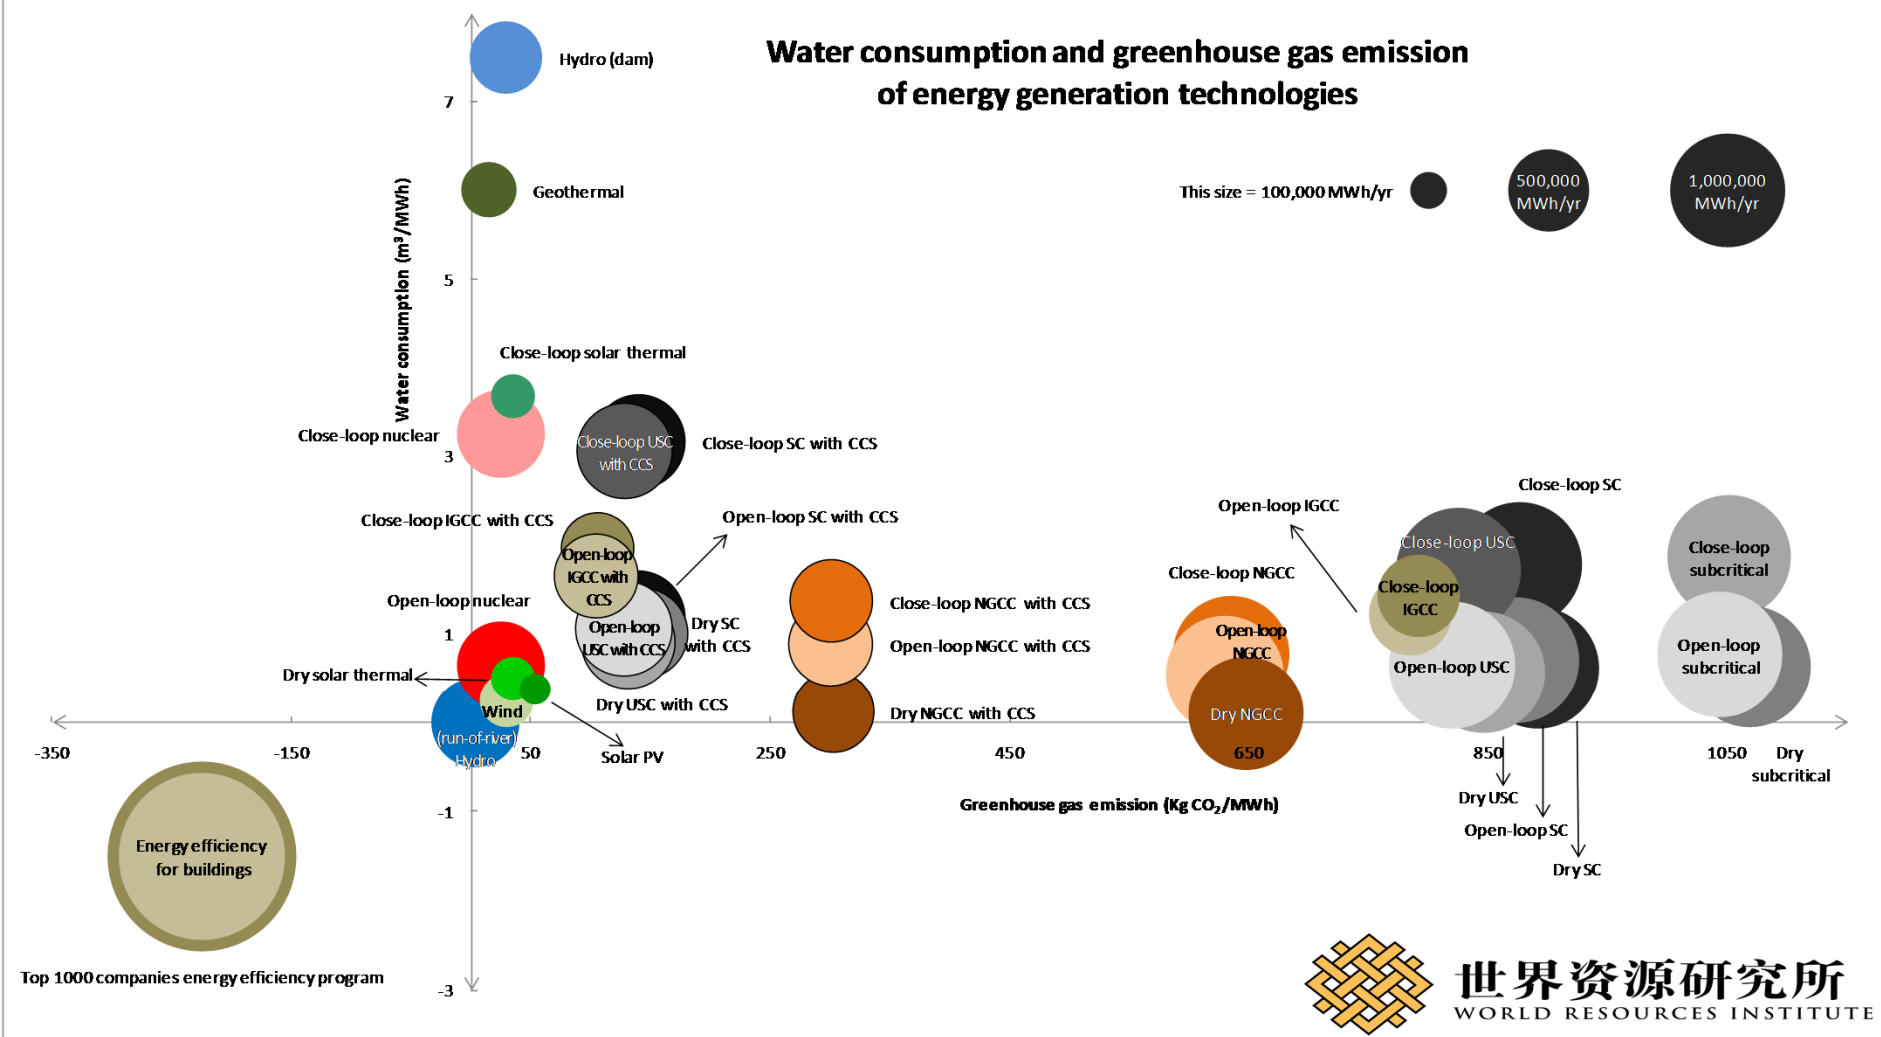 Water consumption and greenhouse gas emission
of energy generation technologies
Hydro (dam)
7
Geothermal
This size = 100,000 MWh/yr
500,000
MWh/yr
1,000,000
MWh/yr
Water consumption (m³/MWh)
5
Close-loop solar thermal
Close-loop nuclear
3
Close-loop USC
with CCS
Close-loop SC with CCS
Close-loop IGCC with CCS
Open-loop SC with CCS
Open-loop
IGCC with
CCS
Open-loop nuclear
1
Open-loop
USC with CCS
Dry SC
with CCS
Dry USC with CCS
Dry solar thermal
Wind
(run-of-river)
Hydro
Solar PV
Close-loop NGCC with CCS
Open-loop NGCC with CCS
Dry NGCC with CCS
Close-loop NGCC
Open-loop
NGCC
Dry NGCC
Open-loop IGCC
Close-loop SC
Close-loop USC
Close-loop
IGCC
Open-loop USC
Close-loop
subcritical
Open-loop
subcritical
-350
-150
50
250
450
650
850
1050
Dry
subcritical
Dry USC
Open-loop SC
Dry SC
Greenhouse gas emission (Kg CO₂/MWh)
-1
Energy efficiency
for buildings
Top 1000 companies energy efficiency program
-3
世界资源研究所
WORLD RESOURCES INSTITUTE